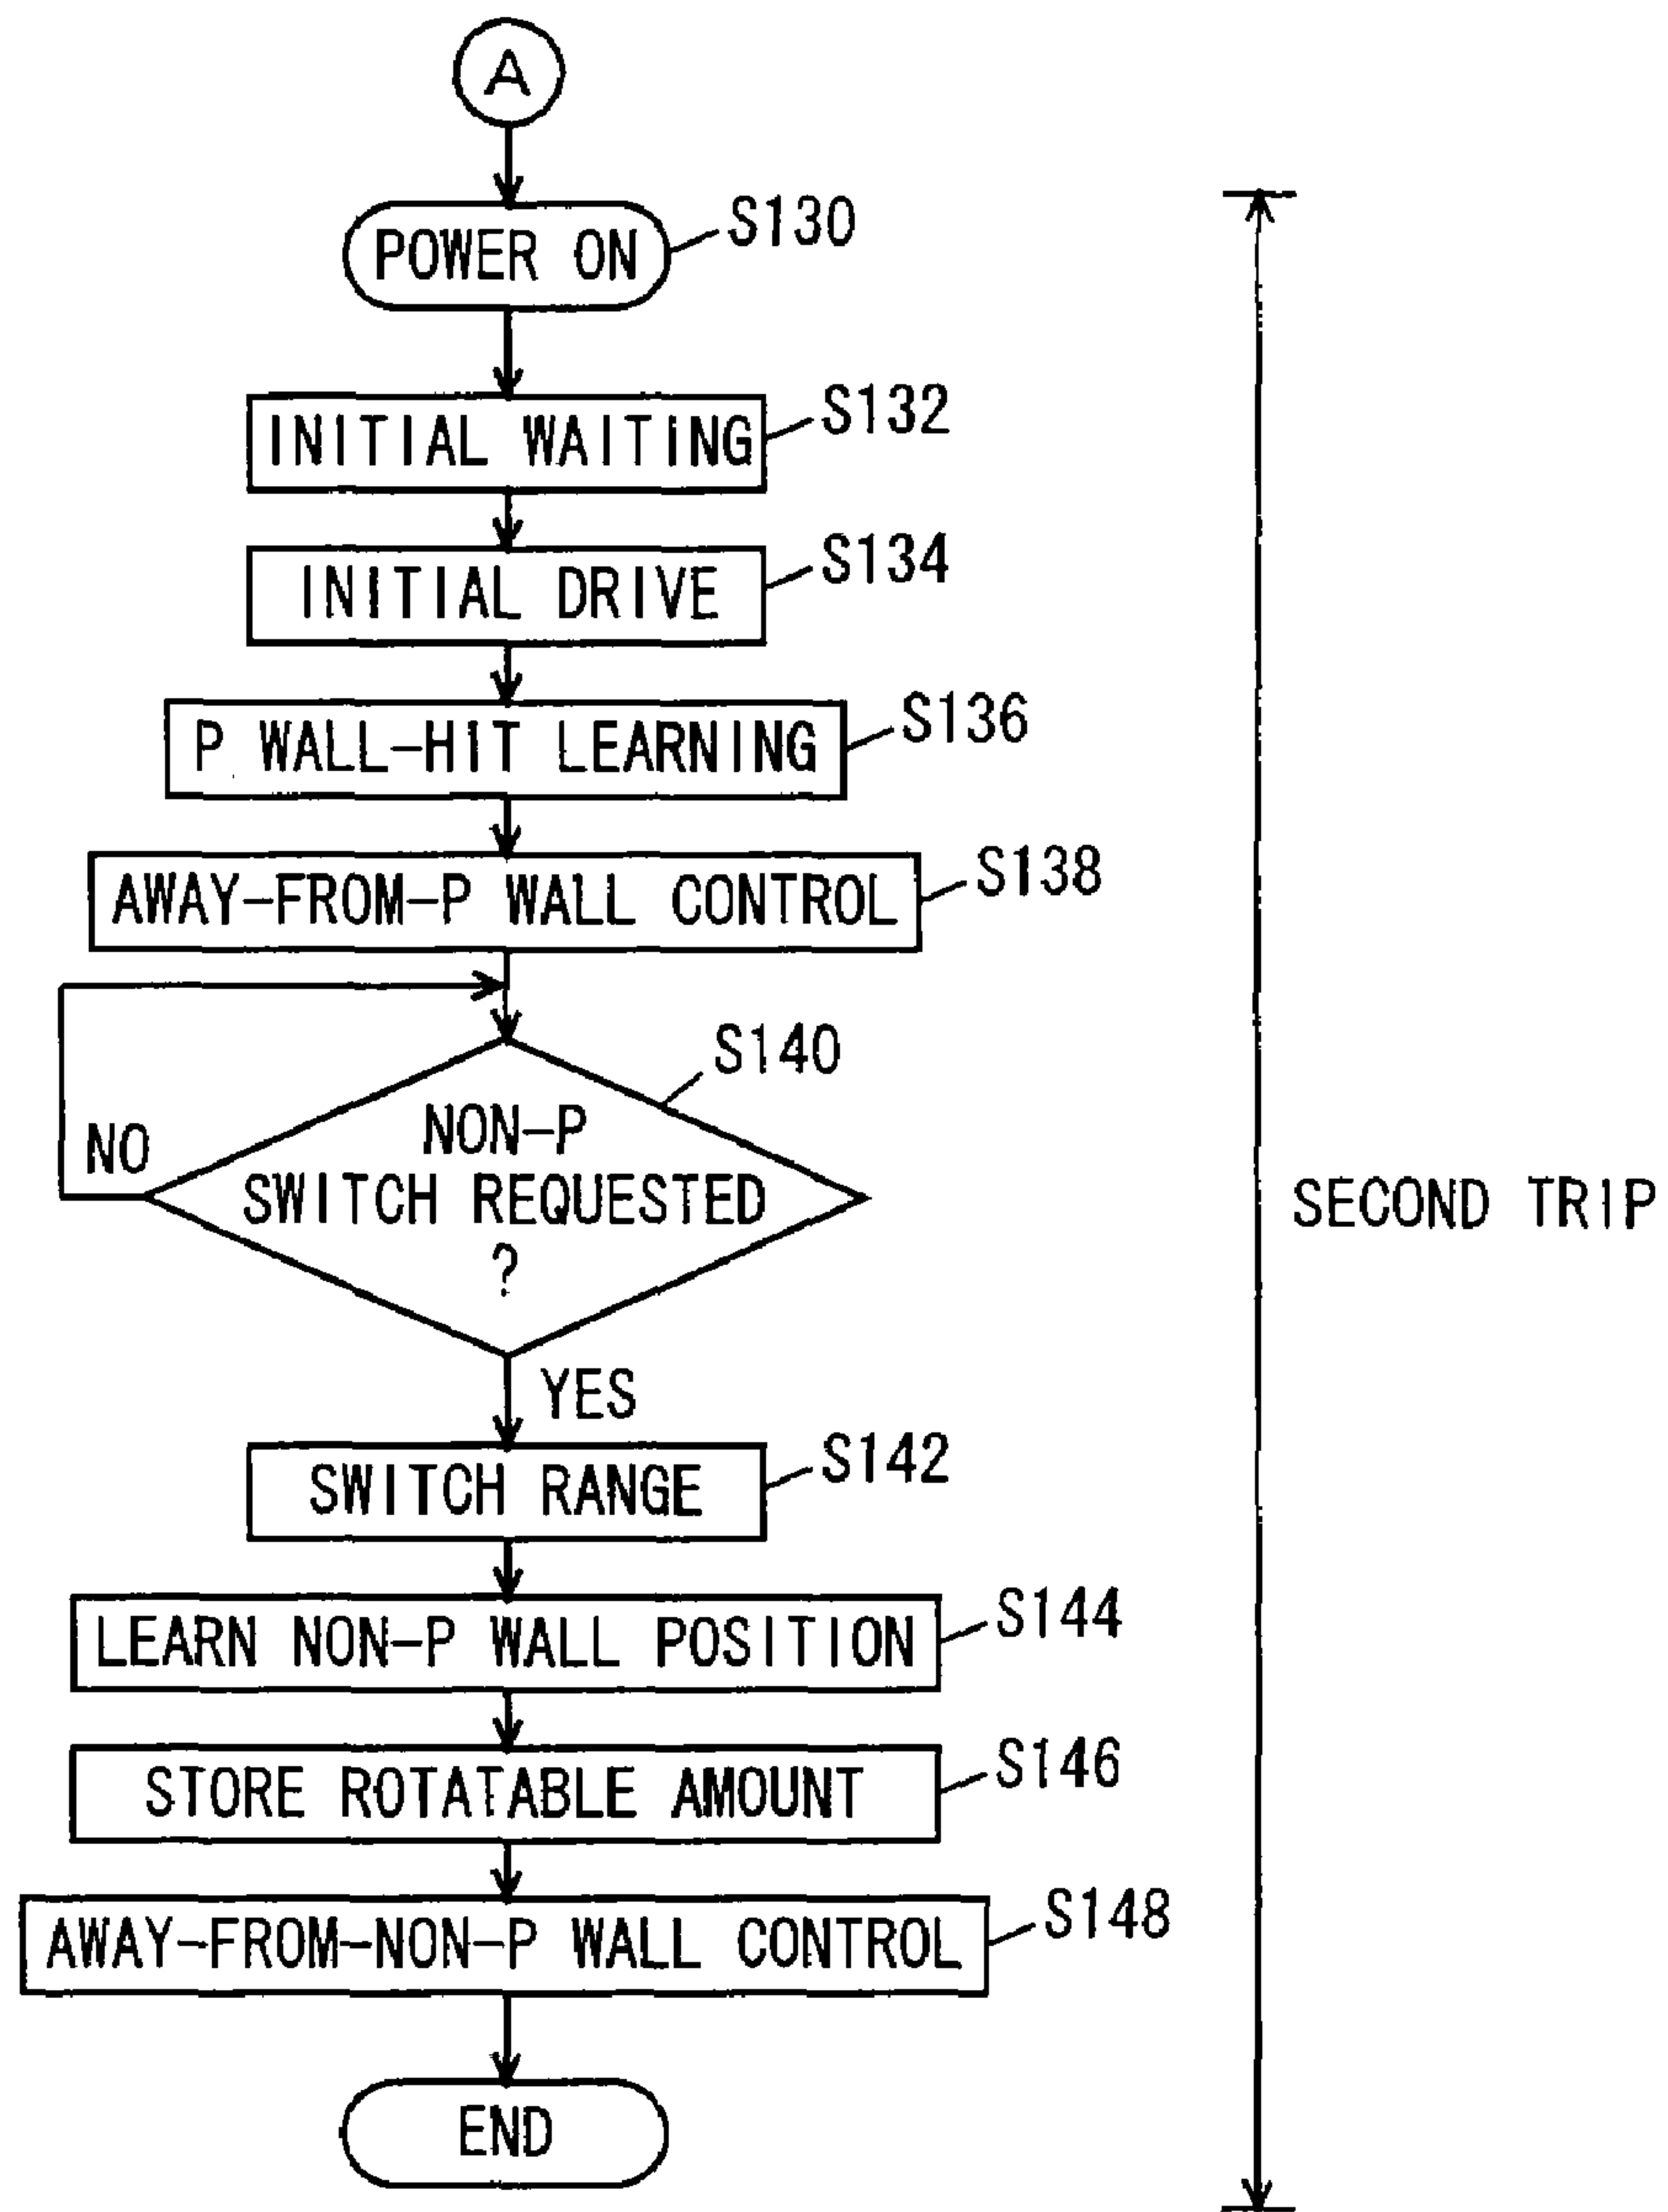 A
POWER ON
S130
INITIAL WAITING
S132
INITIAL DRIVE
S134
P WALL-HIT LEARNING
S136
AWAY-FROM-P WALL CONTROL
S138
S140
NON-P
NO
SWITCH REQUESTED
SECOND TRIP
?
YES
SWITCH RANGE
S142
LEARN NON-P WALL POSITION
S144
STORE ROTATABLE AMOUNT
S146
AWAY-FROM-NON-P WALL CONTROL
S148
END